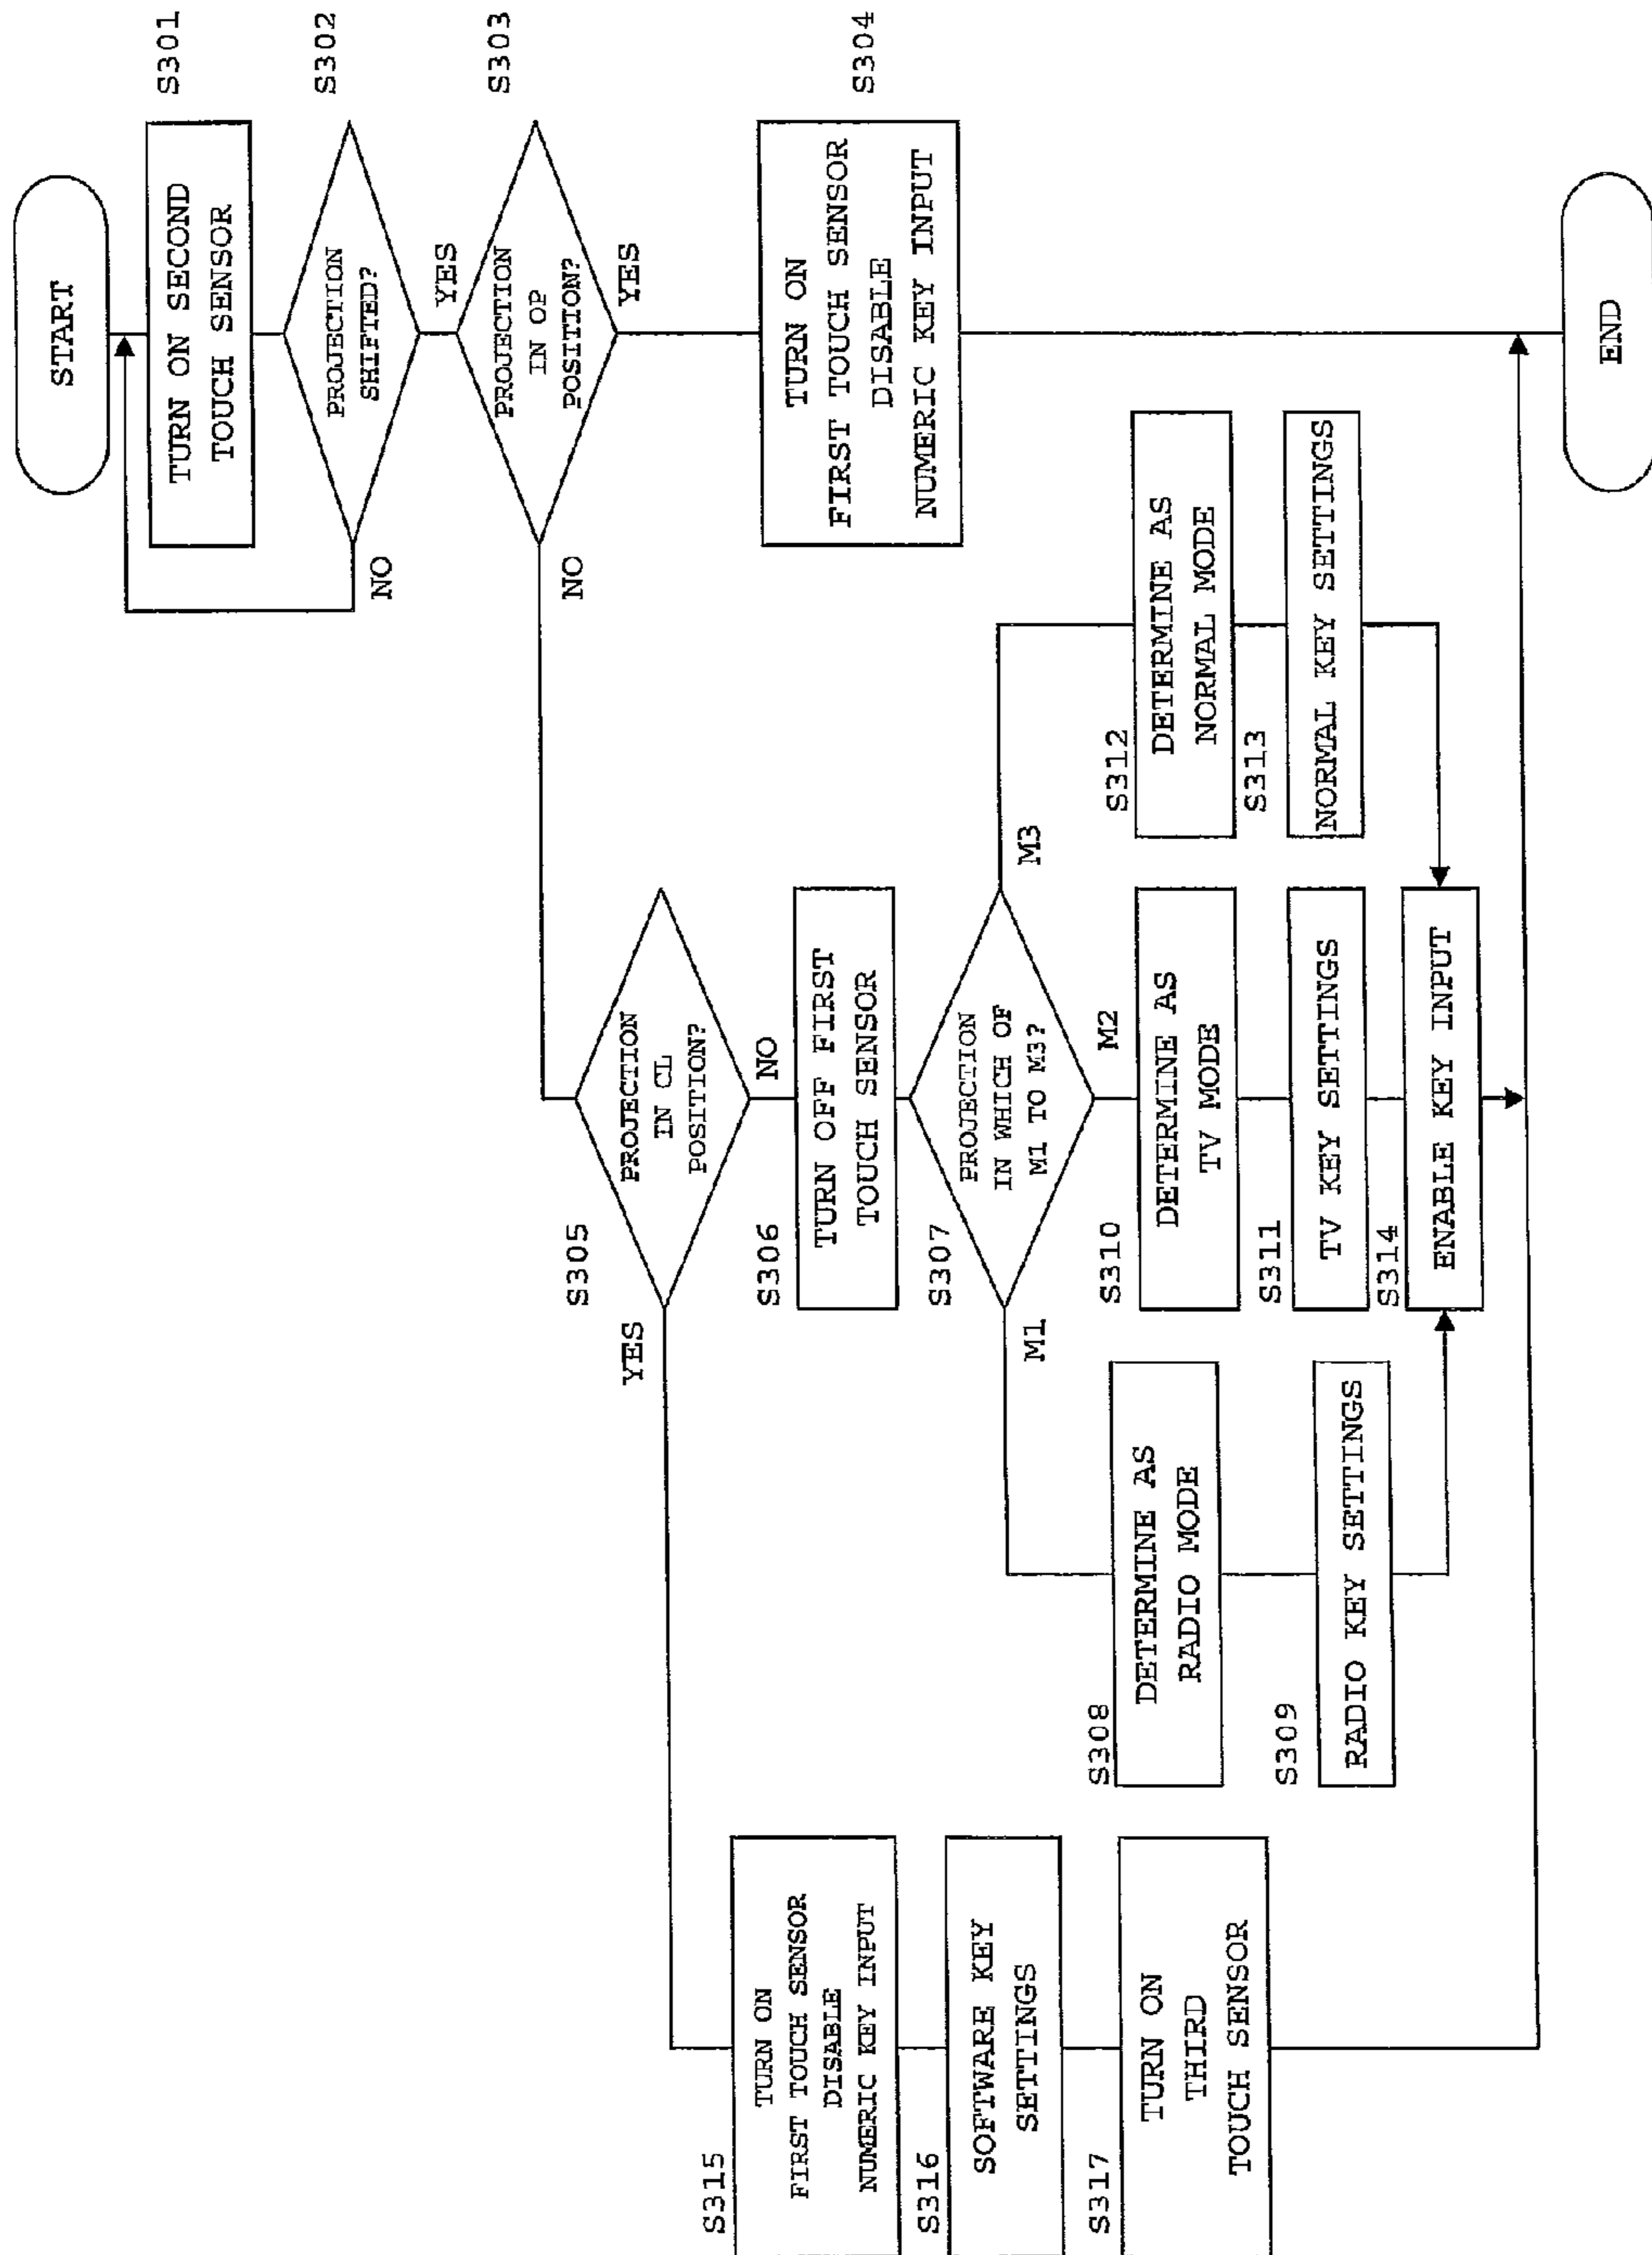 START
S301
TURN ON SECOND
TOUCH SENSOR
S302
PROJECTION
SHIFTED?
NO
YES
S303
PROJECTION
IN OP
POSITION?
NO
YES
S304
TURN ON
FIRST TOUCH SENSOR
DISABLE
NUMERIC KEY INPUT
S305
PROJECTION
IN CL
POSITION?
YES
NO
S306
TURN OFF FIRST
TOUCH SENSOR
S307
PROJECTION
IN WHICH OF
M1 TO M3?
M1
M2
M3
S308
DETERMINE AS
RADIO MODE
S309
RADIO KEY SETTINGS
S310
DETERMINE AS
TV MODE
S311
TV KEY SETTINGS
S312
DETERMINE AS
NORMAL MODE
S313
NORMAL KEY SETTINGS
S314
ENABLE KEY INPUT
S315
TURN ON
FIRST TOUCH SENSOR
DISABLE
NUMERIC KEY INPUT
S316
SOFTWARE KEY
SETTINGS
S317
TURN ON
THIRD
TOUCH SENSOR
END